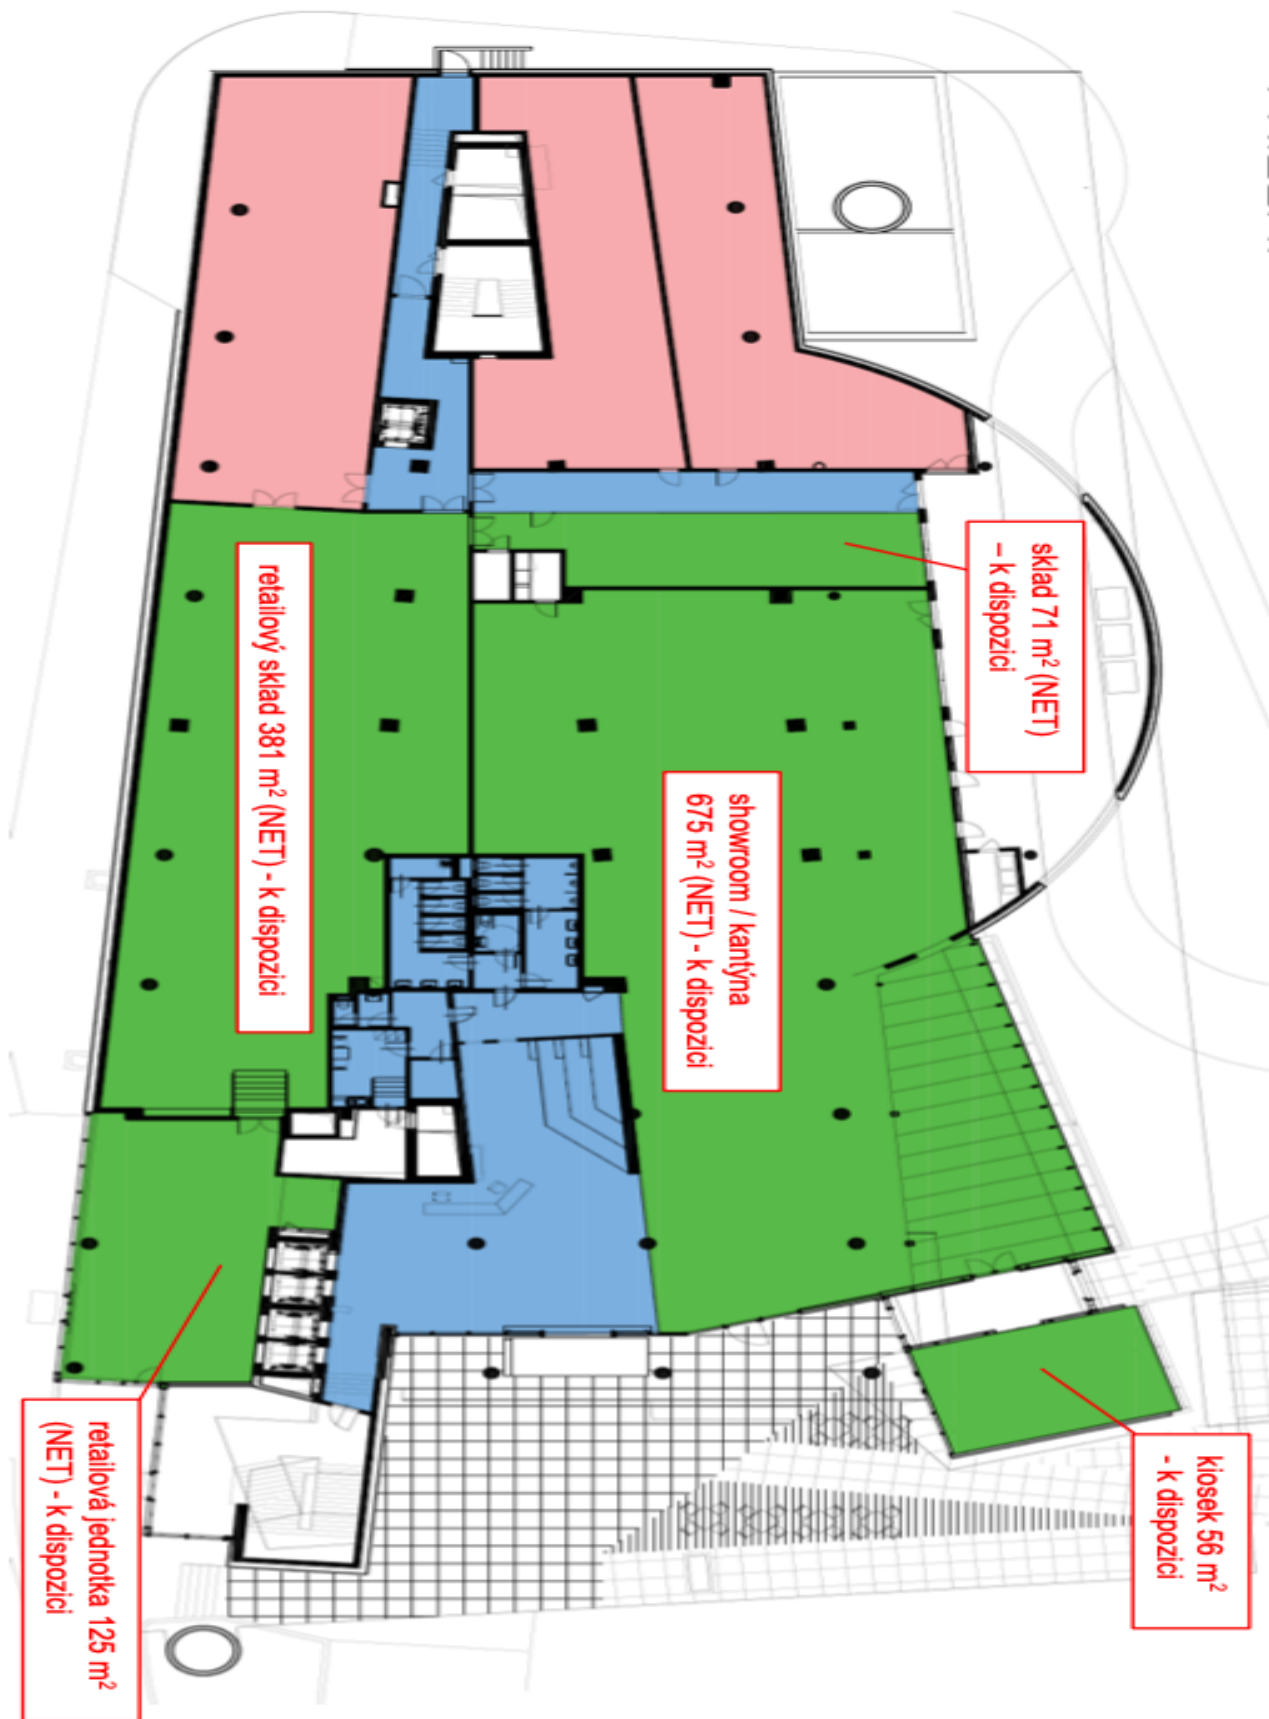 sklad 71 m² (NET)
– k dispozici
retailový sklad 381 m² (NET) - k dispozici
showroom / kantýna
675 m² (NET) - k dispozici
kiosek 56 m²
- k dispozici
retailová jednotka 125 m²
(NET) - k dispozici